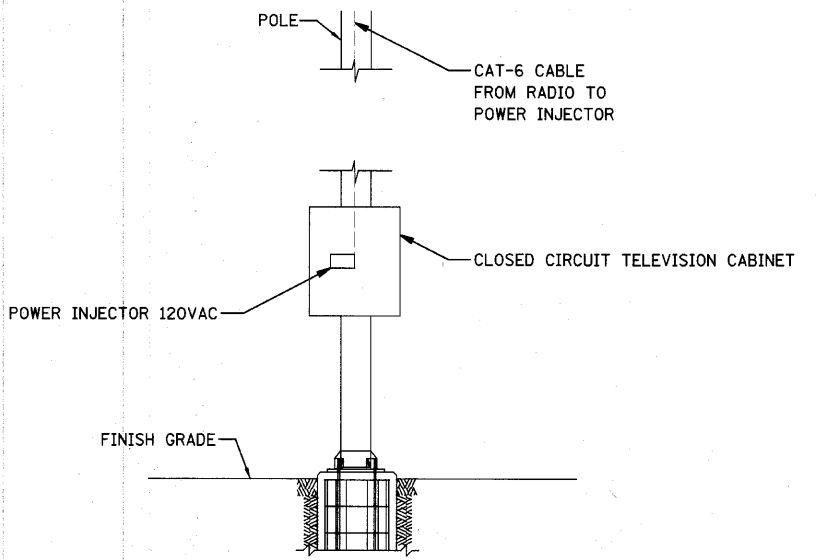 POLE
CAT-6 CABLE
FROM RADIO TO
POWER INJECTOR
CLOSED CIRCUIT TELEVISION CABINET
POWER INJECTOR 120VAC
FINISH GRADE